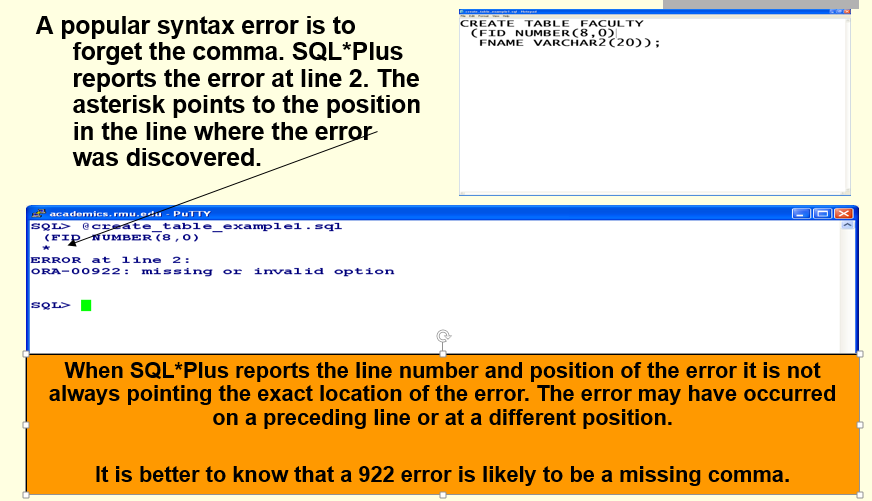 A popular syntax error is to
forget the comma. SQL*Plus
reports the error at line 2. The
asterisk points to the position
in the line where the error
was discovered.
CREATE TABLE FACULTY
(FID NUMBER(8,0)
FNAME VARCHAR2(20));
academics.rmu.edu - PuTTY
SQL> @create_table_example1.sql
(FID NUMBER(8,0)
*
ERROR at line 2:
ORA-00922: missing or invalid option
SQL>
When SQL*Plus reports the line number and position of the error it is not
always pointing the exact location of the error. The error may have occurred
on a preceding line or at a different position.
It is better to know that a 922 error is likely to be a missing comma.